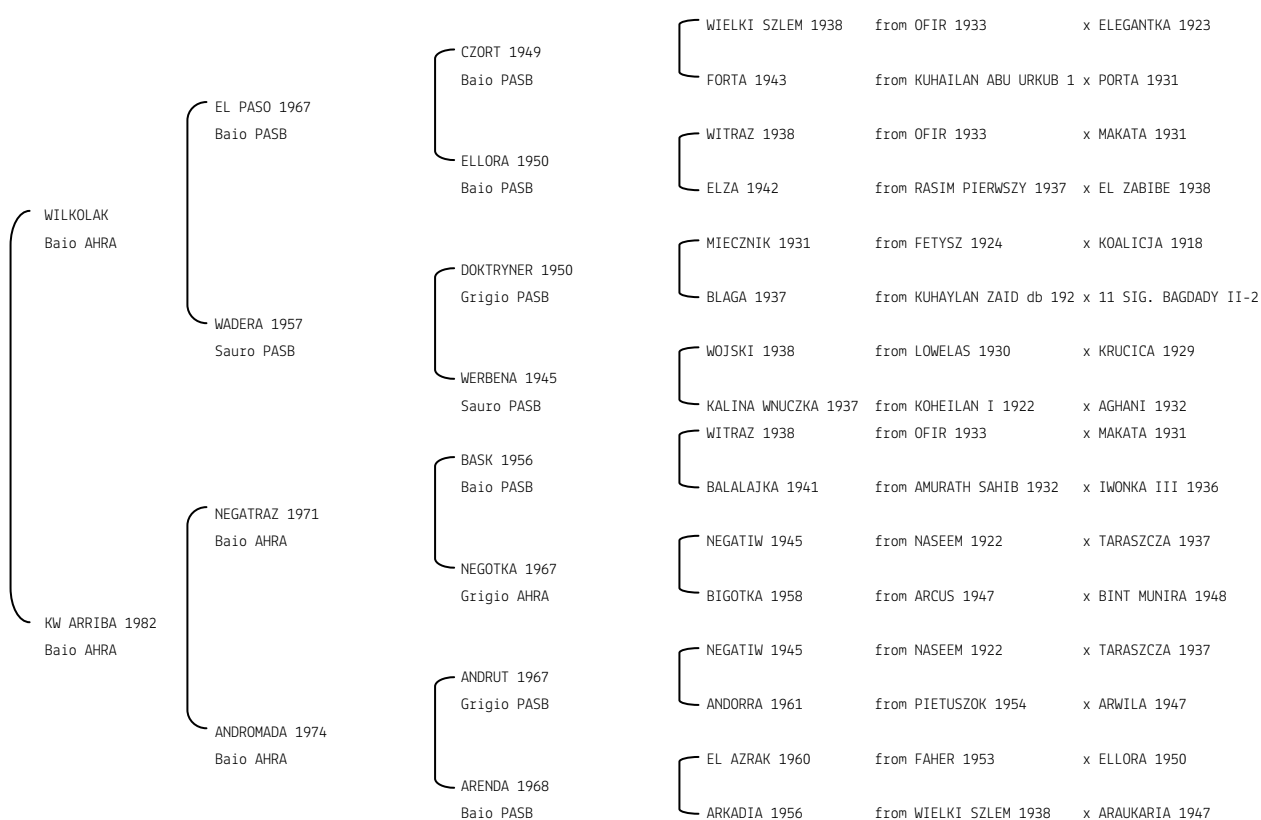 WIELKI SZLEM 1938 from OFIR 1933 x ELEGANTKA 1923
CZORT 1949
Baio PASB FORTA 1943 from KUHAILAN ABU URKUB 1 x PORTA 1931
EL PASO 1967
Baio PASB WITRAZ 1938 from OFIR 1933 x MAKATA 1931
ELLORA 1950
Baio PASB ELZA 1942 from RASIM PIERWSZY 1937 x EL ZABIBE 1938
WILKOLAK
Baio AHRA MIECZNIK 1931 from FETYSZ 1924 x KOALICJA 1918
DOKTRYNER 1950
Grigio PASB BLAGA 1937 from KUHAYLAN ZAID db 192 x 11 SIG. BAGDADY II-2
WADERA 1957
Sauro PASB WOJSKI 1938 from LOWELAS 1930 x KRUCICA 1929
WERBENA 1945
Sauro PASB KALINA WNUCZKA 1937 from KOHEILAN I 1922 x AGHANI 1932
WITRAZ 1938 from OFIR 1933 x MAKATA 1931
BASK 1956
Baio PASB BALALAJKA 1941 from AMURATH SAHIB 1932 x IWONKA III 1936
NEGATRAZ 1971
Baio AHRA NEGATIW 1945 from NASEEM 1922 x TARASZCZA 1937
NEGOTKA 1967
Grigio AHRA BIGOTKA 1958 from ARCUS 1947 x BINT MUNIRA 1948
KW ARRIBA 1982
Baio AHRA NEGATIW 1945 from NASEEM 1922 x TARASZCZA 1937
ANDRUT 1967
Grigio PASB ANDORRA 1961 from PIETUSZOK 1954 x ARWILA 1947
ANDROMADA 1974
Baio AHRA EL AZRAK 1960 from FAHER 1953 x ELLORA 1950
ARENDA 1968
Baio PASB ARKADIA 1956 from WIELKI SZLEM 1938 x ARAUKARIA 1947